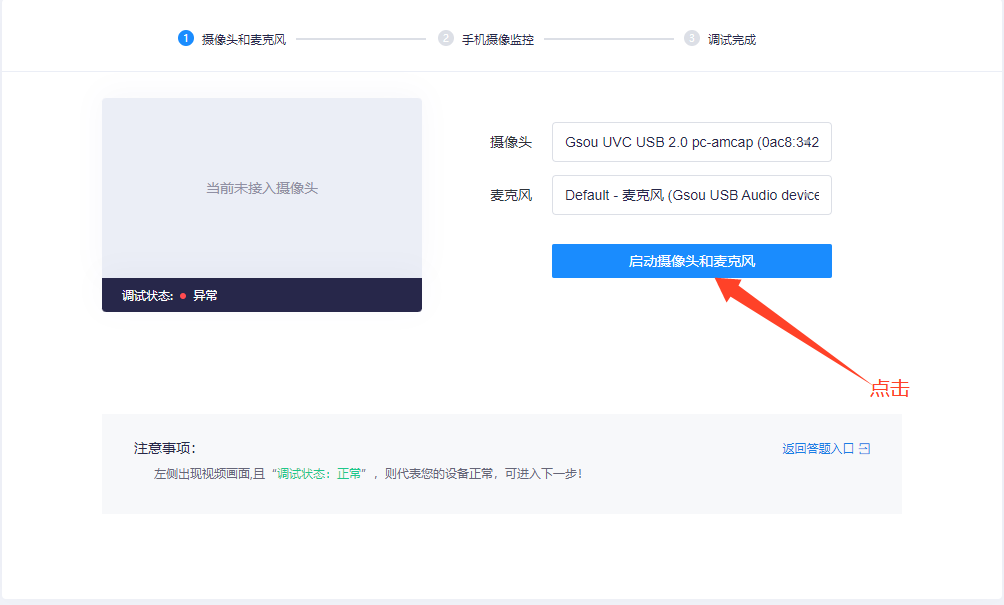 1 摄像头和麦克风 2 手机摄像监控 3 调试完成
当前未接入摄像头
摄像头 Gsou UVC USB 2.0 pc-amcap (0ac8:342
麦克风 Default - 麦克风 (Gsou USB Audio device
启动摄像头和麦克风
调试状态: 异常
点击
注意事项: 返回答题入口
左侧出现视频画面,且“调试状态：正常”，则代表您的设备正常，可进入下一步！